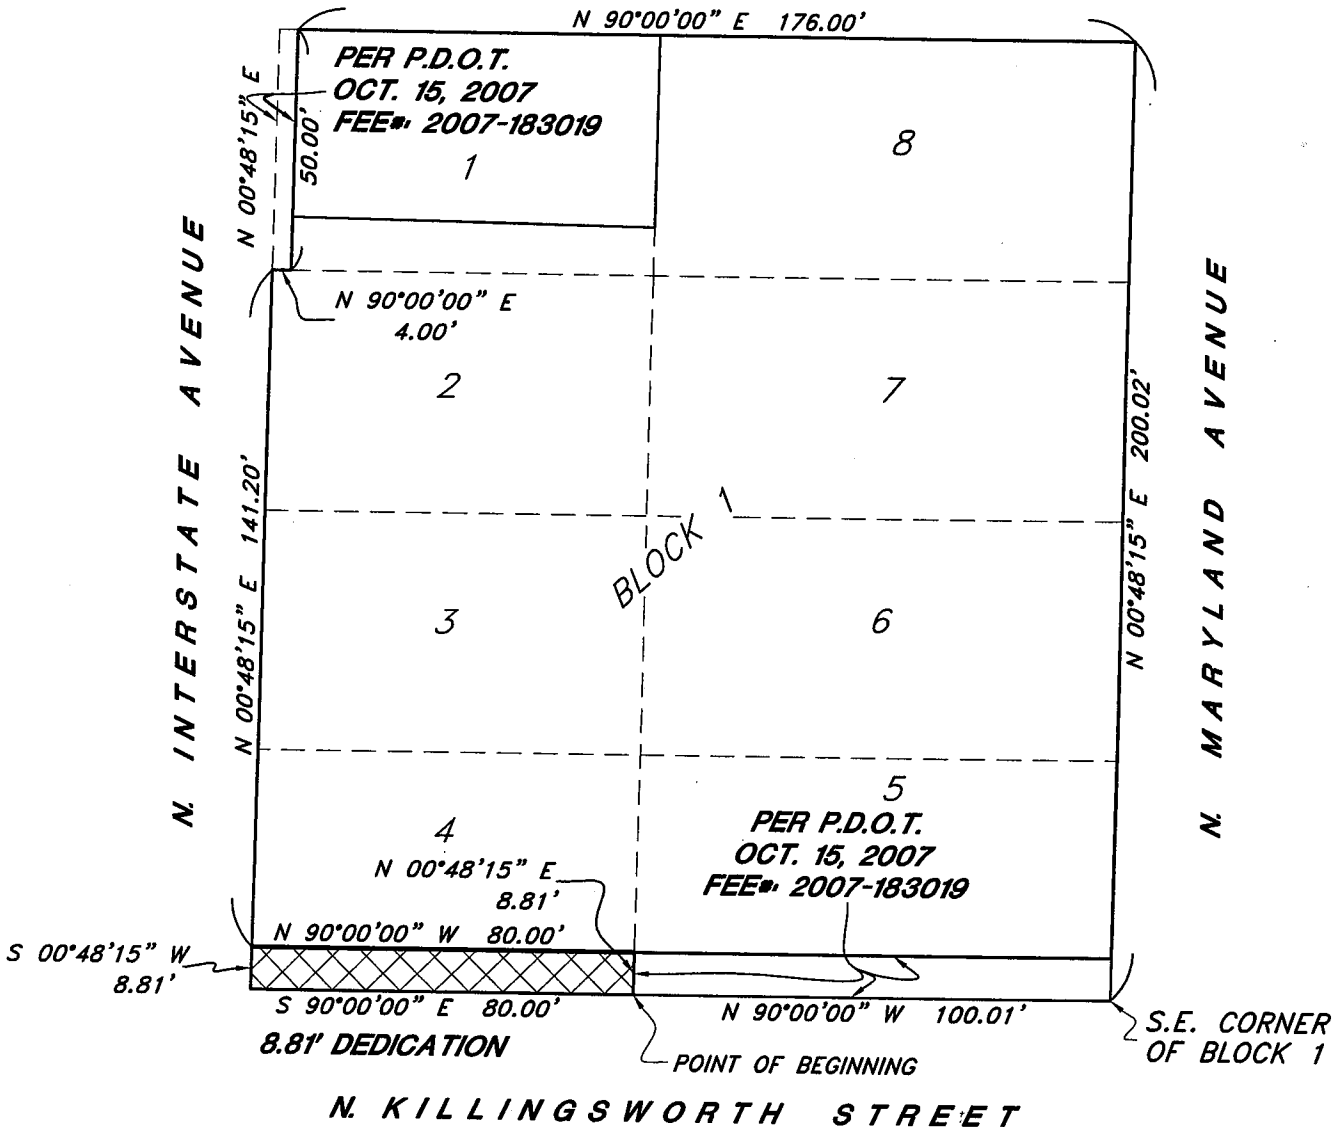 N 90°00'00" E 176.00'
PER P.D.O.T.
OCT. 15, 2007
FEE#: 2007-183019
N 00°48'15" E
50.00'
1
8
N 90°00'00" E
4.00'
2
7
N. INTERSTATE AVENUE
N 00°48'15" E 141.20'
BLOCK 1
N 00°48'15" E 200.02'
N. MARYLAND AVENUE
3
6
5
PER P.D.O.T.
OCT. 15, 2007
FEE#: 2007-183019
4
N 00°48'15" E
8.81'
N 90°00'00" W 80.00'
S 00°48'15" W
8.81'
S 90°00'00" E 80.00'
N 90°00'00" W 100.01'
8.81' DEDICATION
POINT OF BEGINNING
S.E. CORNER
OF BLOCK 1
N. KILLINGSWORTH STREET